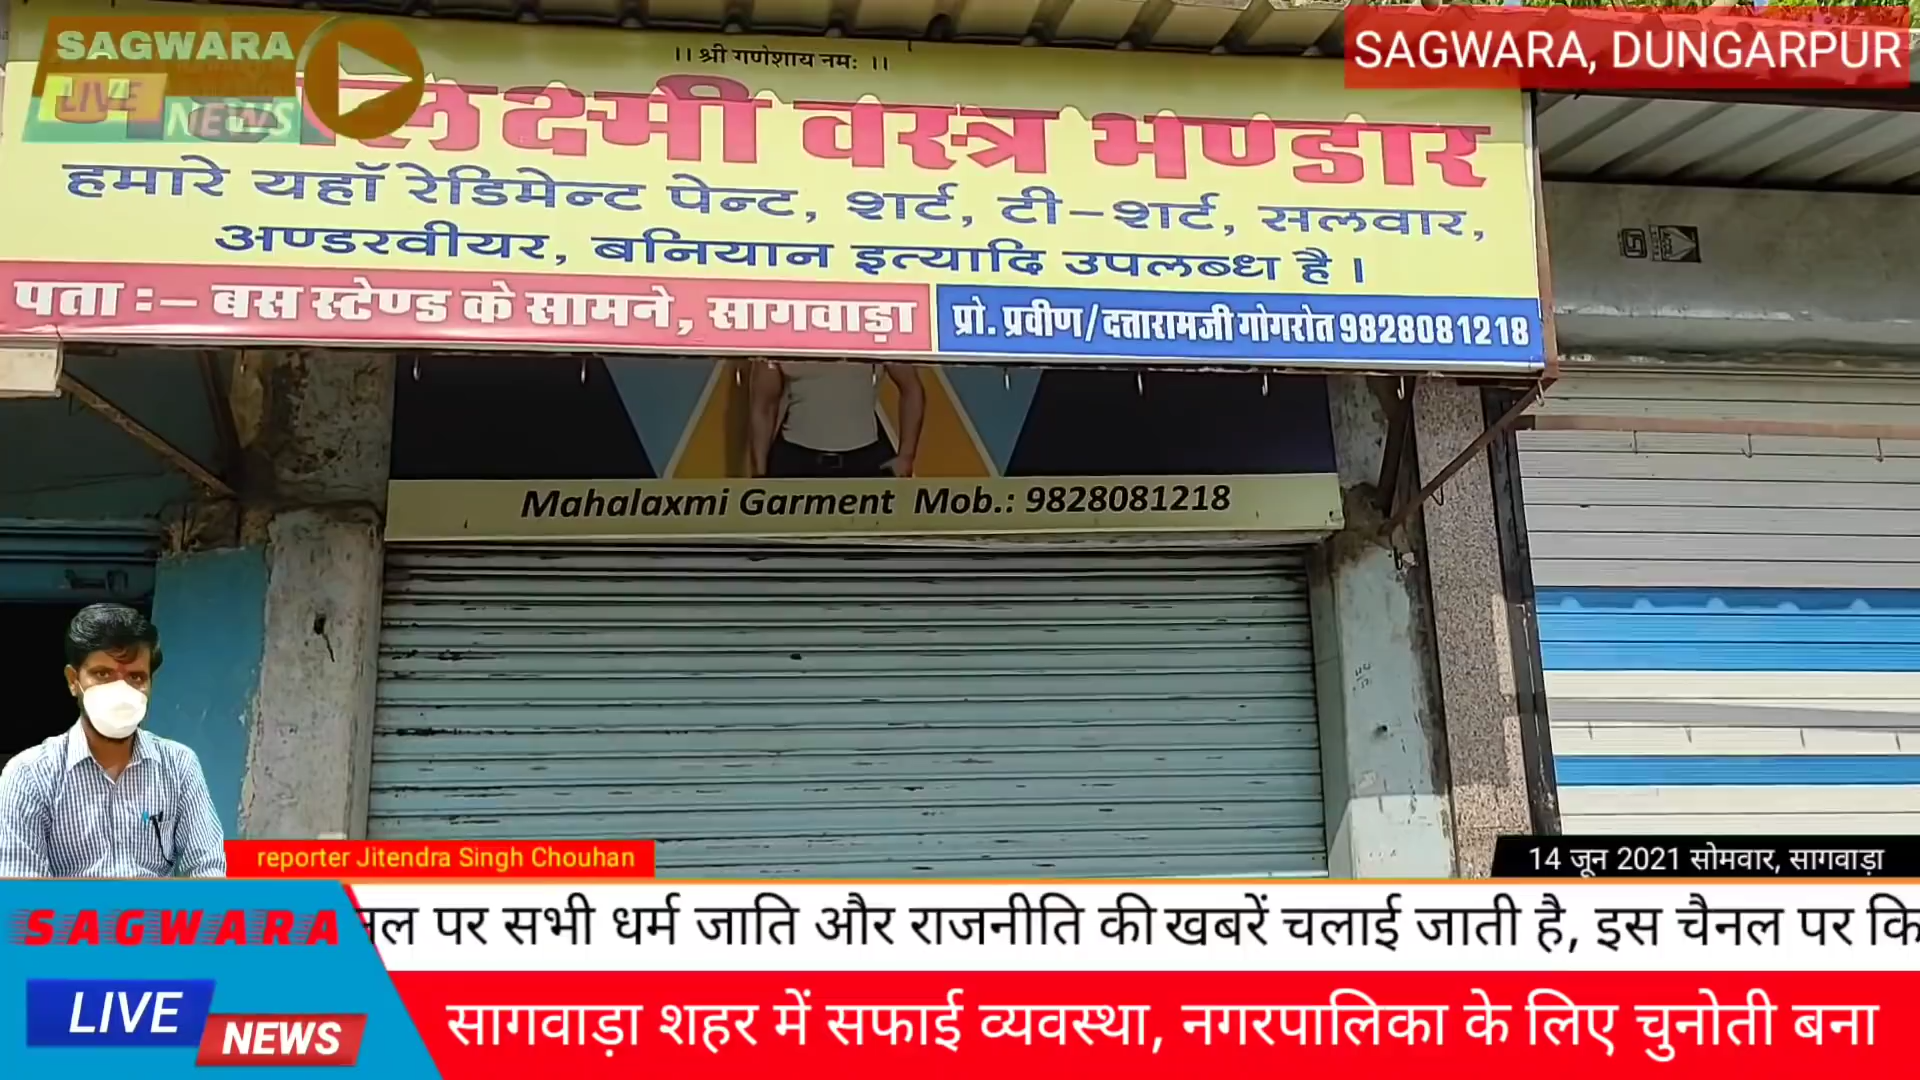 SAGWARA
LIVE
NEWS
SAGWARA, DUNGARPUR
।। श्री गणेशाय नमः ।।
वस्त्र भण्डार
हमारे यहाँ रेडिमेन्ट पेन्ट, शर्ट, टी-शर्ट, सलवार,
अण्डरवीयर, बनियान इत्यादि उपलब्ध है।
पता :- बस स्टेण्ड के सामने, सागवाड़ा
प्रो. प्रवीण/दत्तारामजी गोगरोत 9828081218
Mahalaxmi Garment Mob.: 9828081218
reporter Jitendra Singh Chouhan
14 जून 2021 सोमवार, सागवाड़ा
SAGWARA
पर सभी धर्म जाति और राजनीति की खबरें चलाई जाती है, इस चैनल पर
LIVE
NEWS
सागवाड़ा शहर में सफाई व्यवस्था, नगरपालिका के लिए चुनोती बना